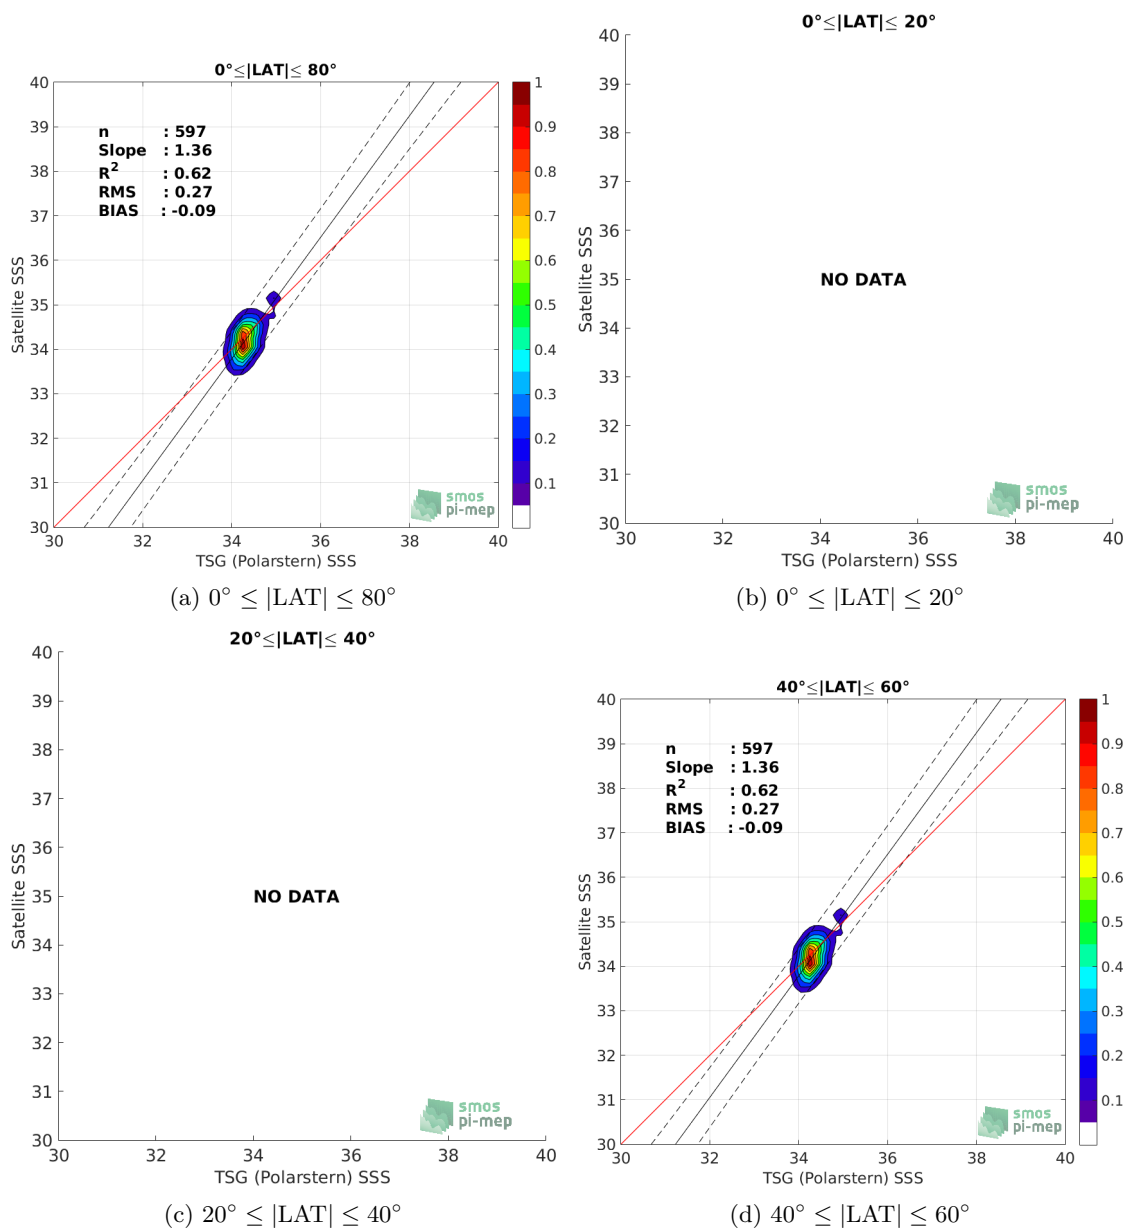 0°≤|LAT|≤ 80°
40
39
38
37
36
35
34
33
32
31
30
Satellite SSS
n : 597
Slope : 1.36
R² : 0.62
RMS : 0.27
BIAS : -0.09
smos
pi-mep
30 32 34 36 38 40
TSG (Polarstern) SSS
1
0.9
0.8
0.7
0.6
0.5
0.4
0.3
0.2
0.1
(a) 0° ≤ |LAT| ≤ 80°
0°≤|LAT|≤ 20°
40
39
38
37
36
35
34
33
32
31
30
Satellite SSS
NO DATA
smos
pi-mep
30 32 34 36 38 40
TSG (Polarstern) SSS
(b) 0° ≤ |LAT| ≤ 20°
20°≤|LAT|≤ 40°
40
39
38
37
36
35
34
33
32
31
30
Satellite SSS
NO DATA
smos
pi-mep
30 32 34 36 38 40
TSG (Polarstern) SSS
(c) 20° ≤ |LAT| ≤ 40°
40°≤|LAT|≤ 60°
40
39
38
37
36
35
34
33
32
31
30
Satellite SSS
n : 597
Slope : 1.36
R² : 0.62
RMS : 0.27
BIAS : -0.09
smos
pi-mep
30 32 34 36 38 40
TSG (Polarstern) SSS
1
0.9
0.8
0.7
0.6
0.5
0.4
0.3
0.2
0.1
(d) 40° ≤ |LAT| ≤ 60°